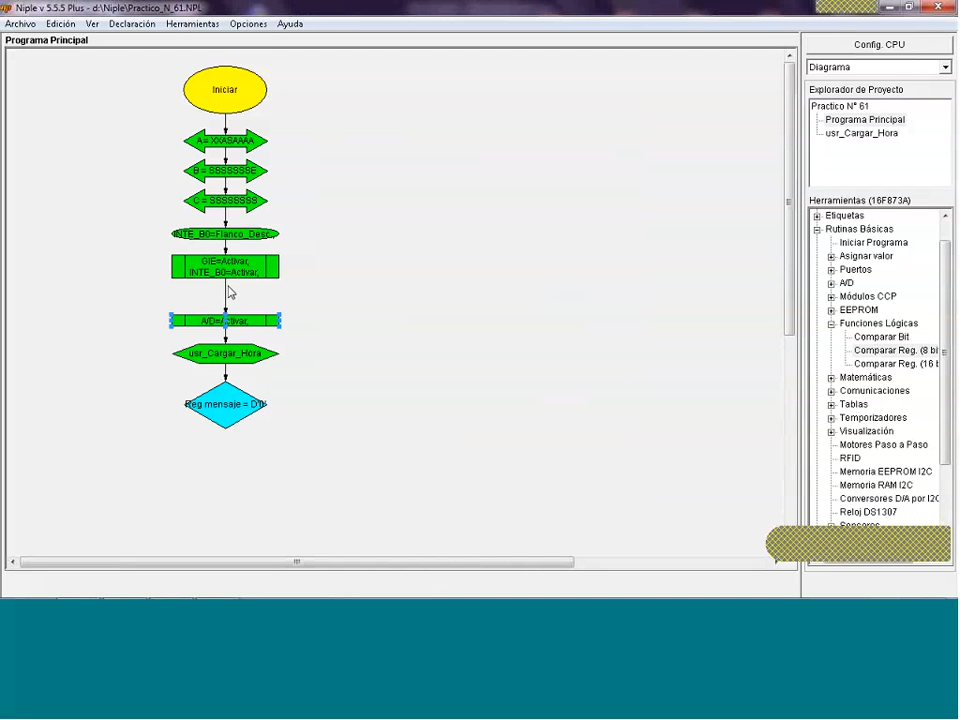 Niple v 5.5.5 Plus - d:\Niple\Practico_N_61.NPL
Archivo Edición Ver Declaración Herramientas Opciones Ayuda
Programa Principal
Iniciar
A= XXASAAAA
B = SBSSSSSE
C = SBSSSSSS
INTE_B0=Flanco_Desc.,
GIE=Activar,
INTE_B0=Activar,
A/D=Activar,
usr_Cargar_Hora
Reg mensaje =
Config. CPU
Diagrama
Explorador de Proyecto
Practico N° 61
Programa Principal
usr_Cargar_Hora
Herramientas (16F873A)
Etiquetas
Rutinas Básicas
Iniciar Programa
Asignar valor
Puertos
A/D
Módulos CCP
EEPROM
Funciones Lógicas
Comparar Bit
Comparar Reg. (8 bi
Comparar Reg. (16 b
Matemáticas
Comunicaciones
Tablas
Temporizadores
Visualización
Motores Paso a Paso
RFID
Memoria EEPROM I2C
Memoria RAM I2C
Conversores D/A por I2C
Reloj DS1307